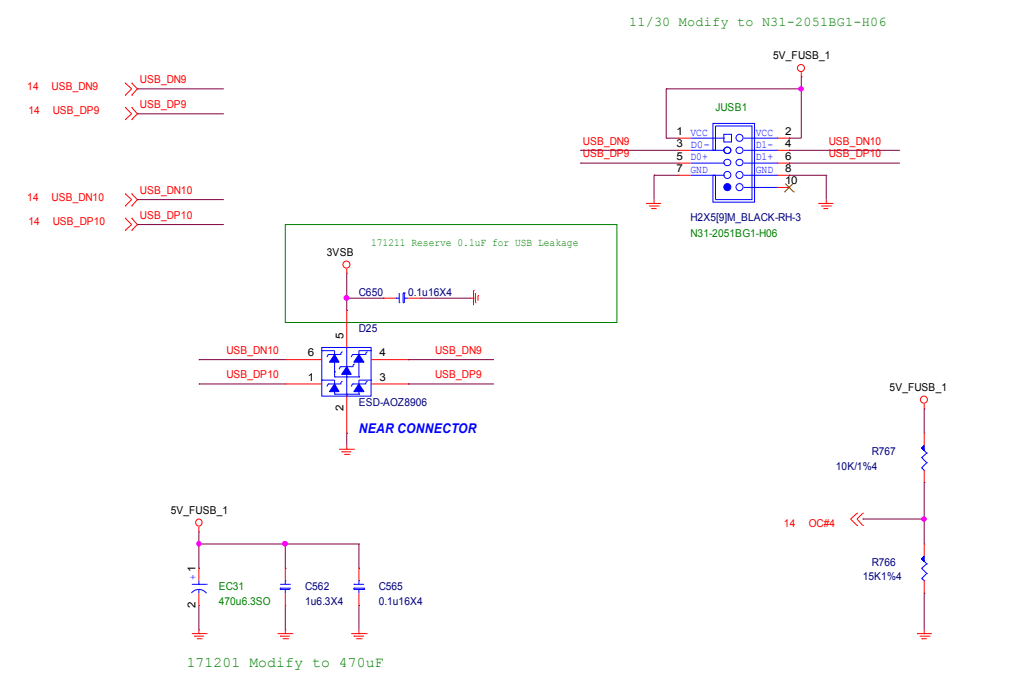 11/30 Modify to N31-2051BG1-H06
5V_FUSB_1
14 USB_DN9 USB_DN9
14 USB_DP9 USB_DP9
JUSB1
1 VCC VCC 2
USB_DN9 3 D0- D1- 4 USB_DN10
USB_DP9 5 D0+ D1+ 6 USB_DP10
7 GND GND 8
10
H2X5[9]M_BLACK-RH-3
N31-2051BG1-H06
14 USB_DN10 USB_DN10
14 USB_DP10 USB_DP10
171211 Reserve 0.1uF for USB Leakage
3VSB
C650 0.1u16X4
D25
5
USB_DN10 6 4 USB_DN9
USB_DP10 1 3 USB_DP9
2
ESD-AOZ8906
NEAR CONNECTOR
5V_FUSB_1
R767
10K/1%4
14 OC#4
R766
15K1%4
5V_FUSB_1
1
+
2
EC31
470u6.3SO
C562
1u6.3X4
C565
0.1u16X4
171201 Modify to 470uF